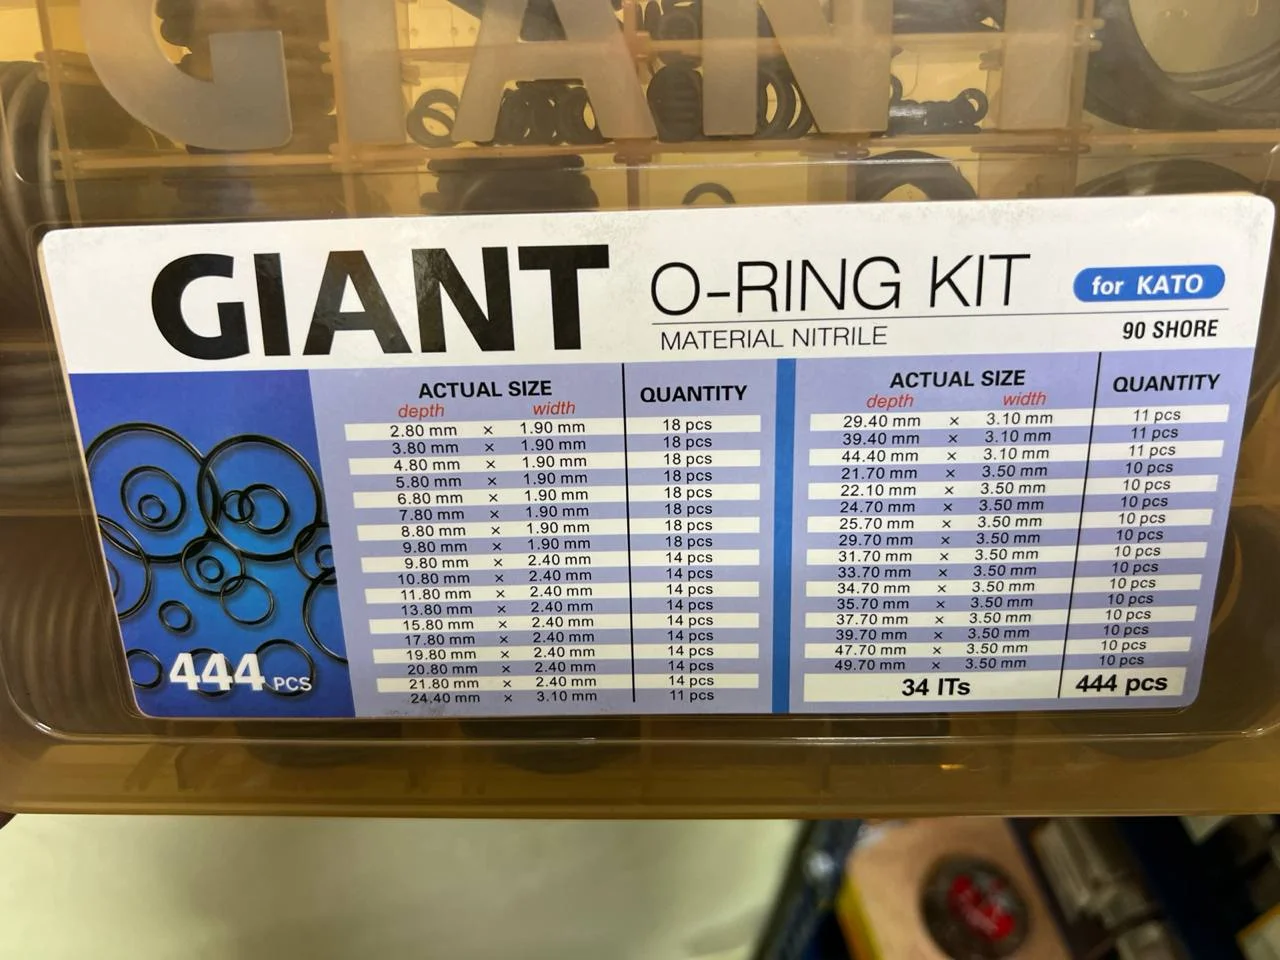 GIANT
GIANT O-RING KIT for KATO
MATERIAL NITRILE 90 SHORE
ACTUAL SIZE QUANTITY
depth width
2.80 mm × 1.90 mm 18 pcs
3.80 mm × 1.90 mm 18 pcs
4.80 mm × 1.90 mm 18 pcs
5.80 mm × 1.90 mm 18 pcs
6.80 mm × 1.90 mm 18 pcs
7.80 mm × 1.90 mm 18 pcs
8.80 mm × 1.90 mm 18 pcs
9.80 mm × 1.90 mm 18 pcs
9.80 mm × 2.40 mm 14 pcs
10.80 mm × 2.40 mm 14 pcs
11.80 mm × 2.40 mm 14 pcs
13.80 mm × 2.40 mm 14 pcs
15.80 mm × 2.40 mm 14 pcs
17.80 mm × 2.40 mm 14 pcs
19.80 mm × 2.40 mm 14 pcs
20.80 mm × 2.40 mm 14 pcs
21.80 mm × 2.40 mm 14 pcs
24.40 mm × 3.10 mm 11 pcs
ACTUAL SIZE QUANTITY
depth width
29.40 mm × 3.10 mm 11 pcs
39.40 mm × 3.10 mm 11 pcs
44.40 mm × 3.10 mm 11 pcs
21.70 mm × 3.50 mm 10 pcs
22.10 mm × 3.50 mm 10 pcs
24.70 mm × 3.50 mm 10 pcs
25.70 mm × 3.50 mm 10 pcs
29.70 mm × 3.50 mm 10 pcs
31.70 mm × 3.50 mm 10 pcs
33.70 mm × 3.50 mm 10 pcs
34.70 mm × 3.50 mm 10 pcs
35.70 mm × 3.50 mm 10 pcs
37.70 mm × 3.50 mm 10 pcs
39.70 mm × 3.50 mm 10 pcs
47.70 mm × 3.50 mm 10 pcs
49.70 mm × 3.50 mm 10 pcs
34 ITs 444 pcs
444 PCS